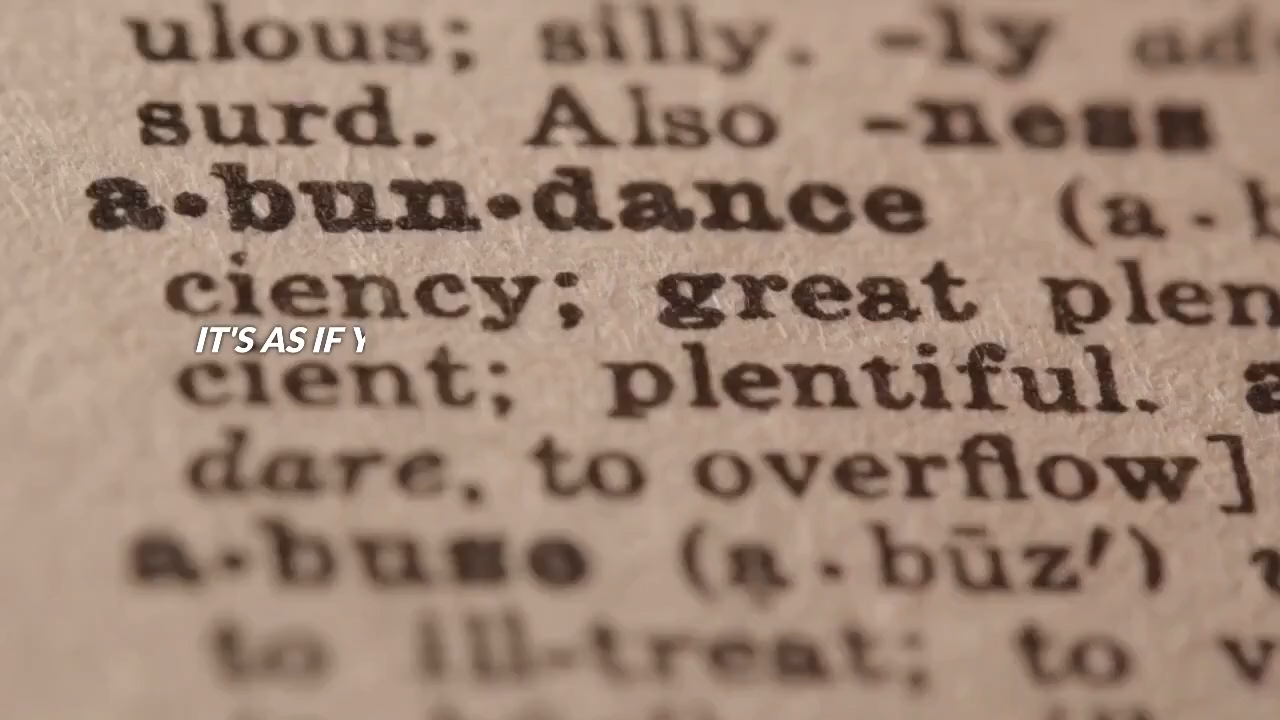 ulous; silly. -ly ad
surd. Also -ness
a•bun•dance (a-b
ciency; great plen
IT'S AS IF Y
cient; plentiful. a
dare, to overflow]
a•buse (a•būz′) v
to ill-treat; to v